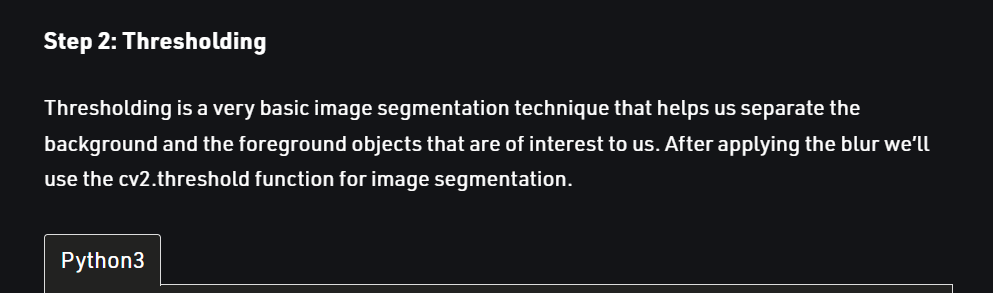 Step 2: Thresholding
Thresholding is a very basic image segmentation technique that helps us separate the
background and the foreground objects that are of interest to us. After applying the blur we’ll
use the cv2.threshold function for image segmentation.
Python3